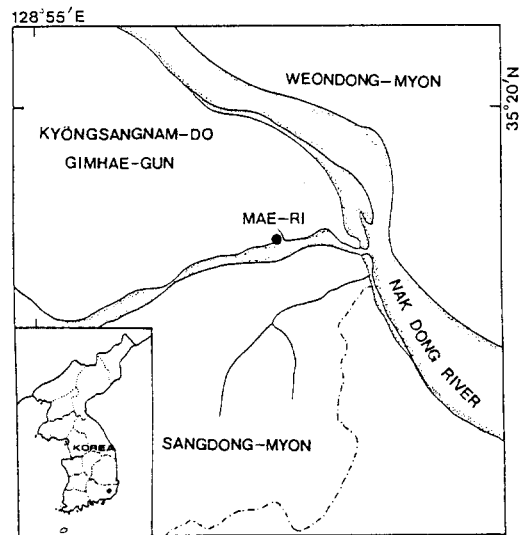 128°55′E
WEONDONG-MYON
35°20′N
KYÖNGSANGNAM-DO
GIMHAE-GUN
MAE-RI
NAK DONG RIVER
KOREA
SANGDONG-MYON